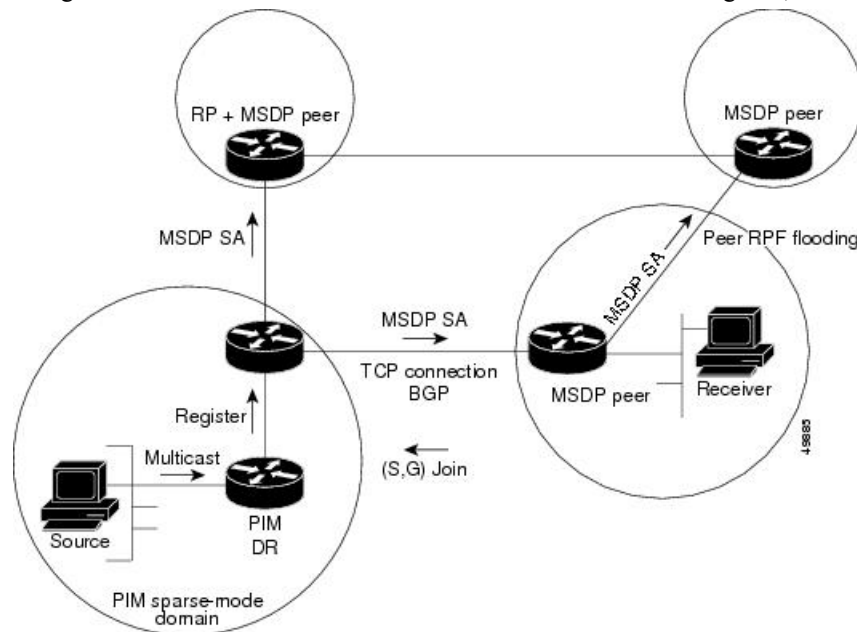 RP + MSDP peer
MSDP peer
MSDP SA
Peer RPF flooding
MSDP SA
MSDP SA
TCP connection
BGP
MSDP peer
Receiver
Register
Multicast
(S,G) Join
Source
PIM
DR
PIM sparse-mode
domain
49885